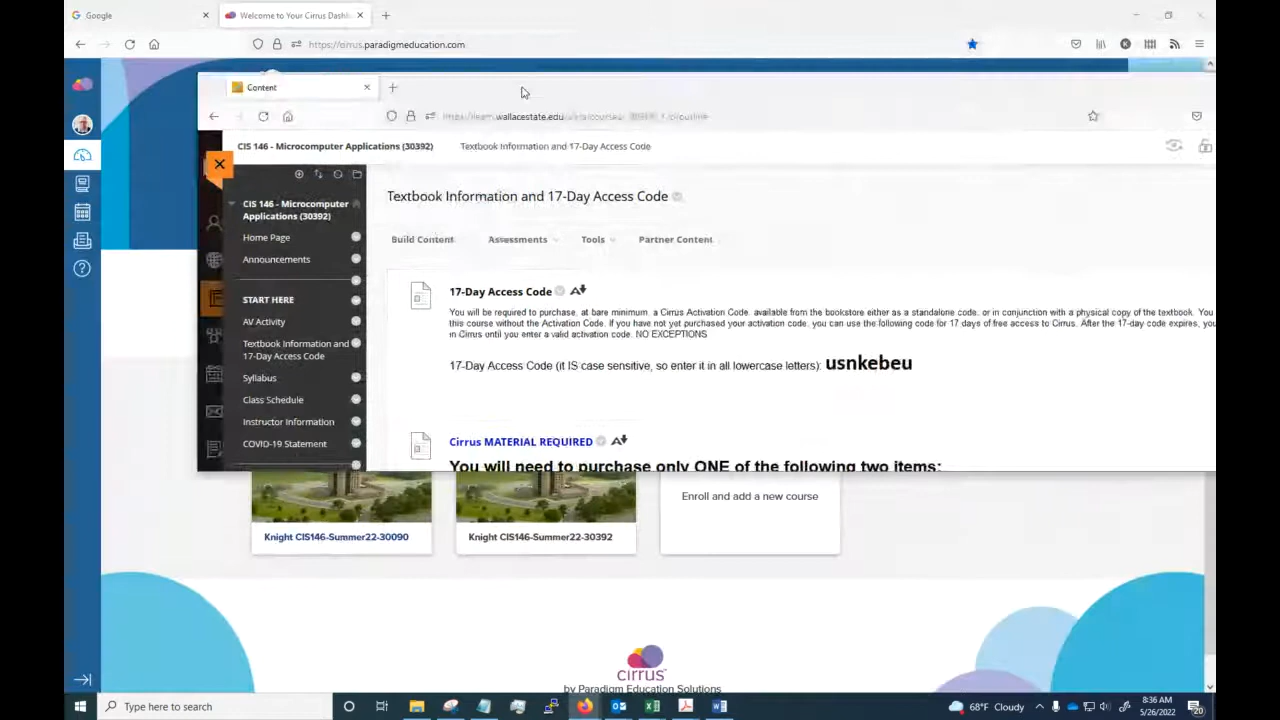 Google
Welcome to Your Cirrus Dashb
https://cirrus.paradigmeducation.com
Content
wallacestate.edu
CIS 146 - Microcomputer Applications (30392)
Textbook Information and 17-Day Access Code
CIS 146 - Microcomputer
Applications (30392)
Home Page
Announcements
START HERE
AV Activity
Textbook Information and
17-Day Access Code
Syllabus
Class Schedule
Instructor Information
COVID-19 Statement
Textbook Information and 17-Day Access Code
Build Content
Assessments
Tools
Partner Content
17-Day Access Code
You will be required to purchase, at bare minimum, a Cirrus Activation Code, available from the bookstore either as a standalone code, or in conjunction with a physical copy of the textbook. You
this course without the Activation Code. If you have not yet purchased your activation code, you can use the following code for 17 days of free access to Cirrus. After the 17-day code expires, you
in Cirrus until you enter a valid activation code. NO EXCEPTIONS
17-Day Access Code (it IS case sensitive, so enter it in all lowercase letters): usnkebeu
Cirrus MATERIAL REQUIRED
You will need to purchase only ONE of the following two items:
Knight CIS146-Summer22-30090
Knight CIS146-Summer22-30392
Enroll and add a new course
cirrus
by Paradigm Education Solutions
Type here to search
68°F Cloudy
8:36 AM
5/26/2022
20